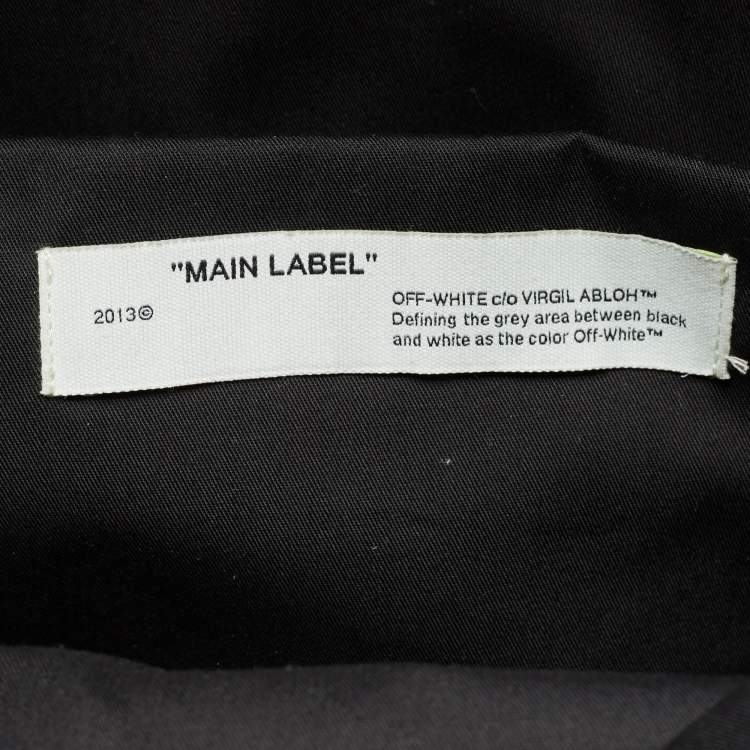 "MAIN LABEL"
2013©
OFF-WHITE c/o VIRGIL ABLOH™
Defining the grey area between black
and white as the color Off-White™